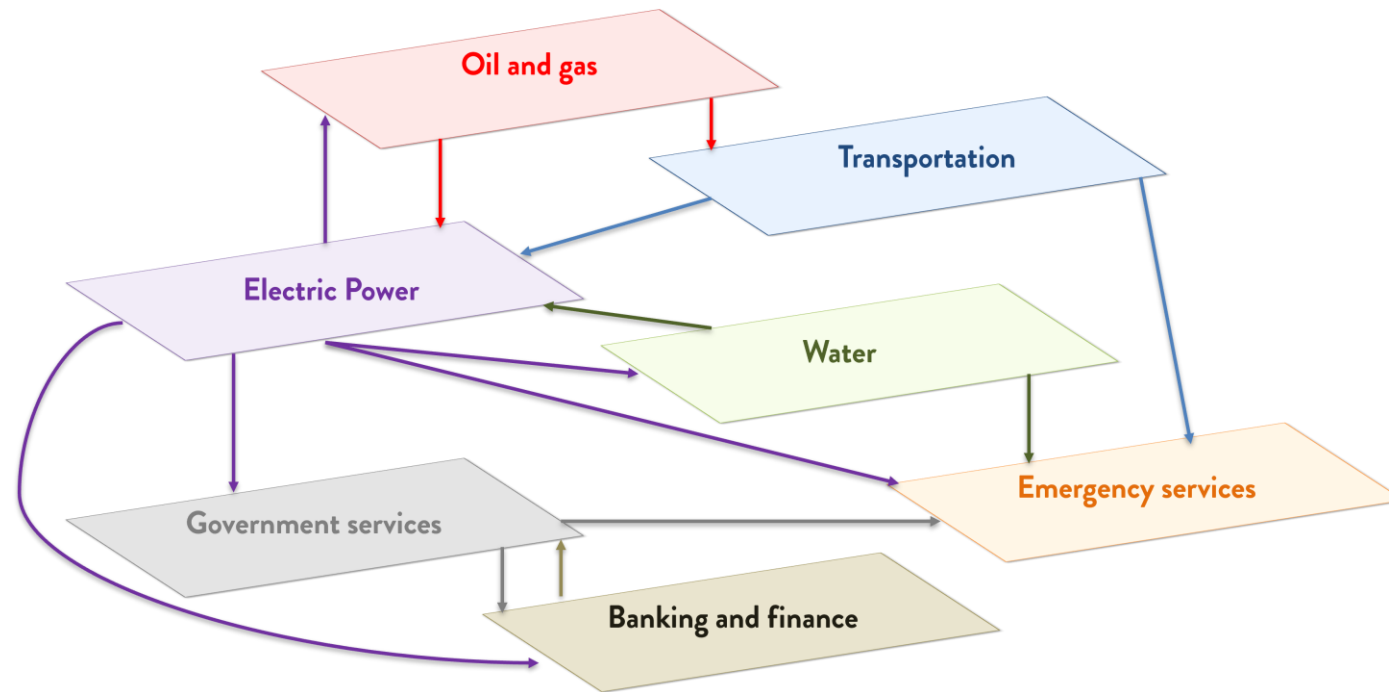 Oil and gas
Transportation
Electric Power
Water
Emergency services
Government services
Banking and finance